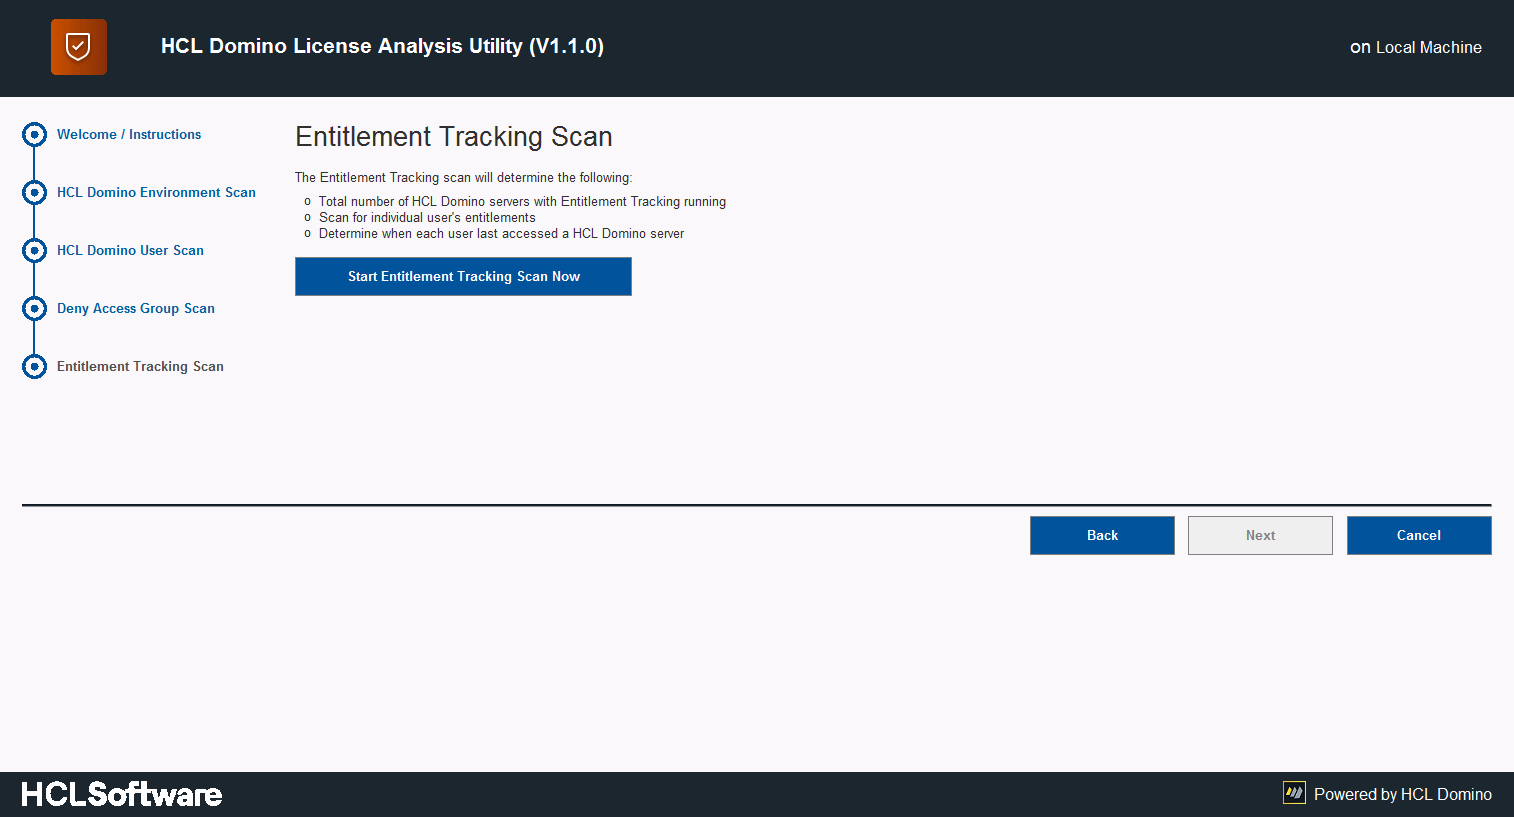 HCL Domino License Analysis Utility (V1.1.0)
on Local Machine
Welcome / Instructions
HCL Domino Environment Scan
HCL Domino User Scan
Deny Access Group Scan
Entitlement Tracking Scan
Entitlement Tracking Scan
The Entitlement Tracking scan will determine the following:
o Total number of HCL Domino servers with Entitlement Tracking running
o Scan for individual user's entitlements
o Determine when each user last accessed a HCL Domino server
Start Entitlement Tracking Scan Now
Back
Next
Cancel
HCLSoftware
Powered by HCL Domino